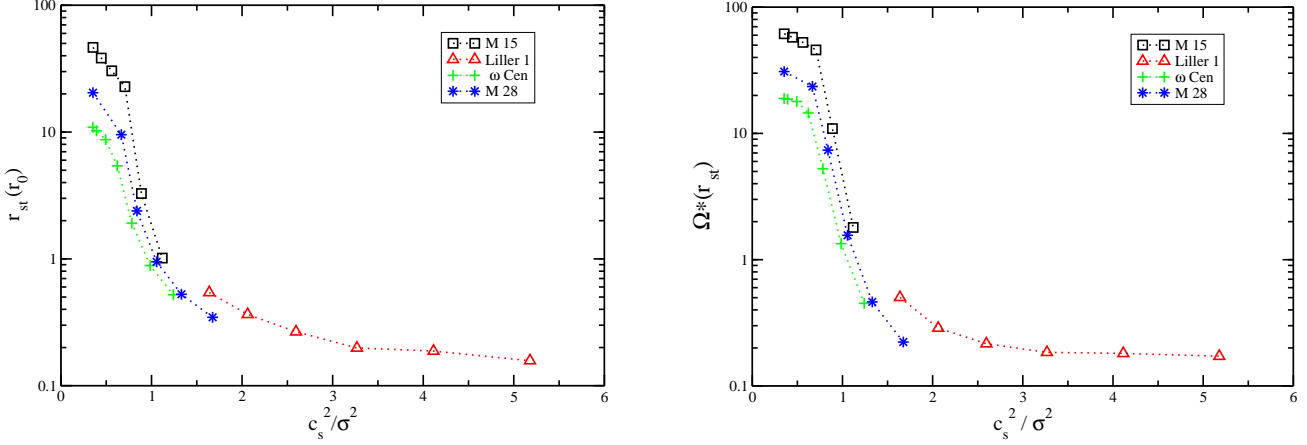 100
10
1
0.1
0 1 2 3 4 5 6
r_st (r_0)
c_s^2/σ^2
M 15
Liller 1
ω Cen
M 28
100
10
1
0.1
0 1 2 3 4 5 6
Ω*(r_st)
c_s^2/σ^2
M 15
Liller 1
ω Cen
M 28